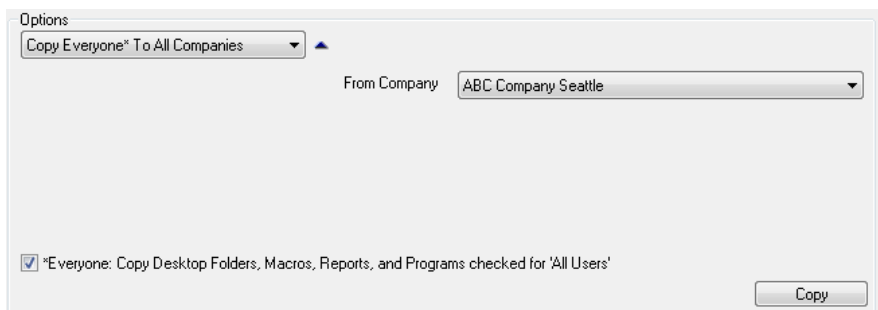 Options
Copy Everyone* To All Companies
From Company
ABC Company Seattle
*Everyone: Copy Desktop Folders, Macros, Reports, and Programs checked for 'All Users'
Copy